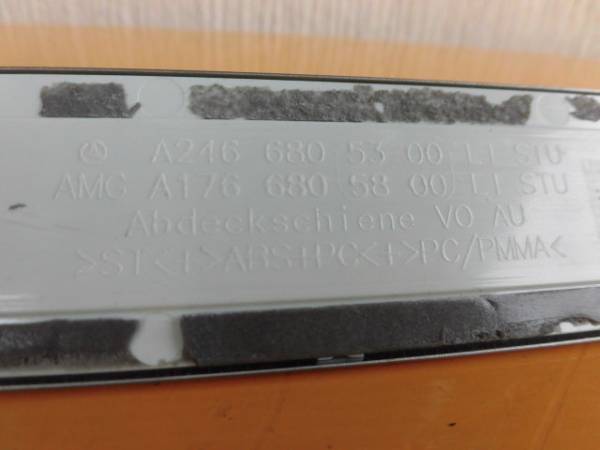 A246 680 53 00 LI STU
AMG A176 680 58 00 LI STU
Abdeckschiene VO AU
>ST<+>ABS+PC<+>PC/PMMA<